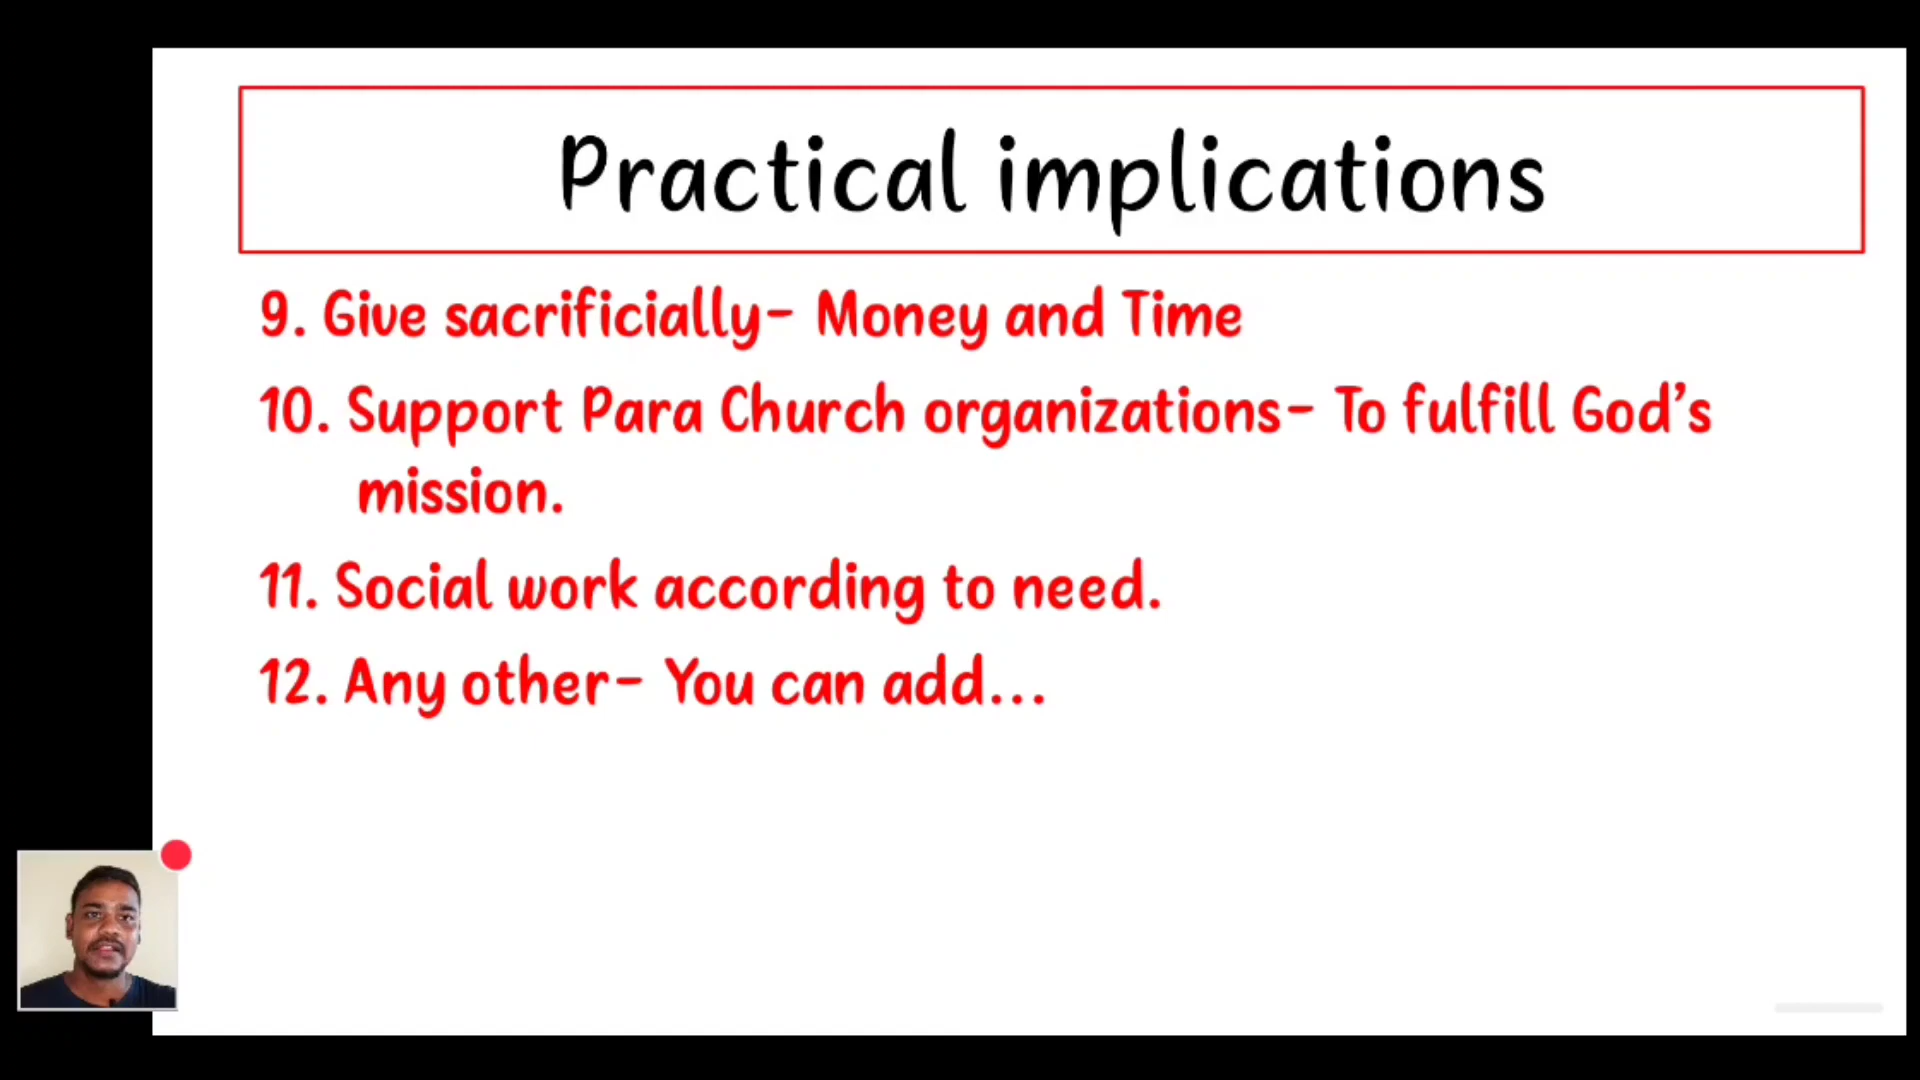 Practical implications
9. Give sacrificially- Money and Time
10. Support Para Church organizations- To fulfill God's
mission.
11. Social work according to need.
12. Any other- You can add...